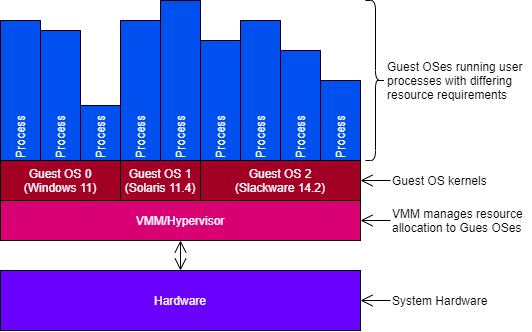 Guest OSes running user
processes with differing
resource requirements
Process
Process
Process
Process
Process
Process
Process
Process
Process
Guest OS 0
(Windows 11)
Guest OS 1
(Solaris 11.4)
Guest OS 2
(Slackware 14.2)
Guest OS kernels
VMM/Hypervisor
VMM manages resource
allocation to Gues OSes
Hardware
System Hardware